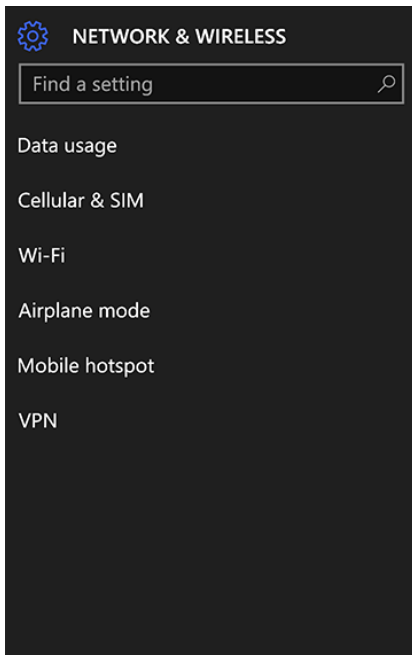 NETWORK & WIRELESS
Find a setting
Data usage
Cellular & SIM
Wi-Fi
Airplane mode
Mobile hotspot
VPN